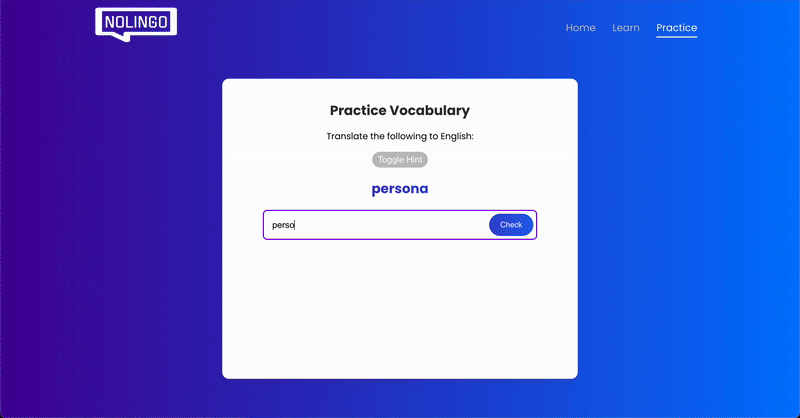 NOLINGO
Home Learn Practice
Practice Vocabulary
Translate the following to English:
Toggle Hint
persona
perso
Check